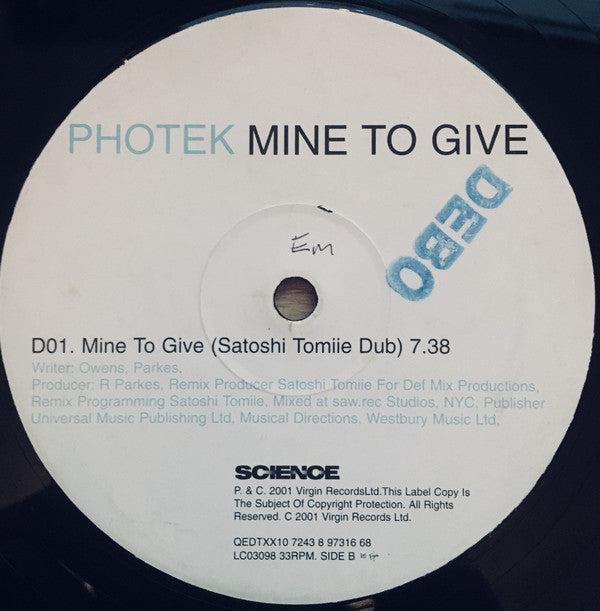 PHOTEK MINE TO GIVE
DEBO
Em
D01. Mine To Give (Satoshi Tomiie Dub) 7.38
Writer: Owens, Parkes.
Producer: R Parkes, Remix Producer Satoshi Tomiie For Def Mix Productions,
Remix Programming Satoshi Tomiie, Mixed at saw.rec Studios, NYC, Publisher
Universal Music Publishing Ltd, Musical Directions, Westbury Music Ltd,
SCIENCE
P. & C. 2001 Virgin RecordsLtd.This Label Copy Is
The Subject Of Copyright Protection. All Rights
Reserved. C 2001 Virgin Records Ltd.
QEDTXX10 7243 8 97316 68
LC03098 33RPM. SIDE B